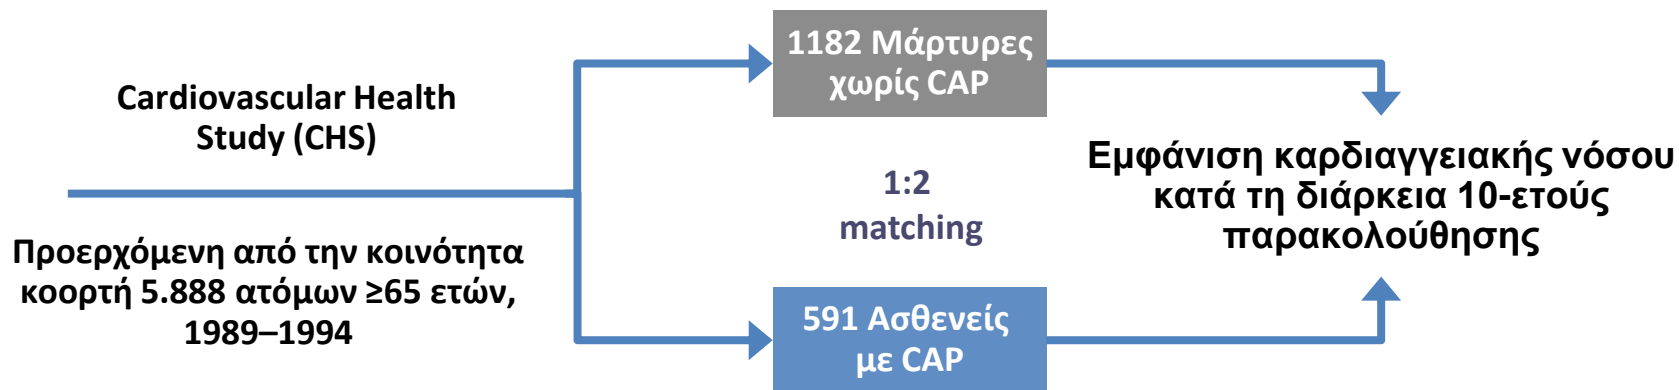 Cardiovascular Health
Study (CHS)
Προερχόμενη από την κοινότητα
κοορτή 5.888 ατόμων ≥65 ετών,
1989–1994
1182 Μάρτυρες
χωρίς CAP
1:2
matching
591 Ασθενείς
με CAP
Εμφάνιση καρδιαγγειακής νόσου
κατά τη διάρκεια 10-ετούς
παρακολούθησης